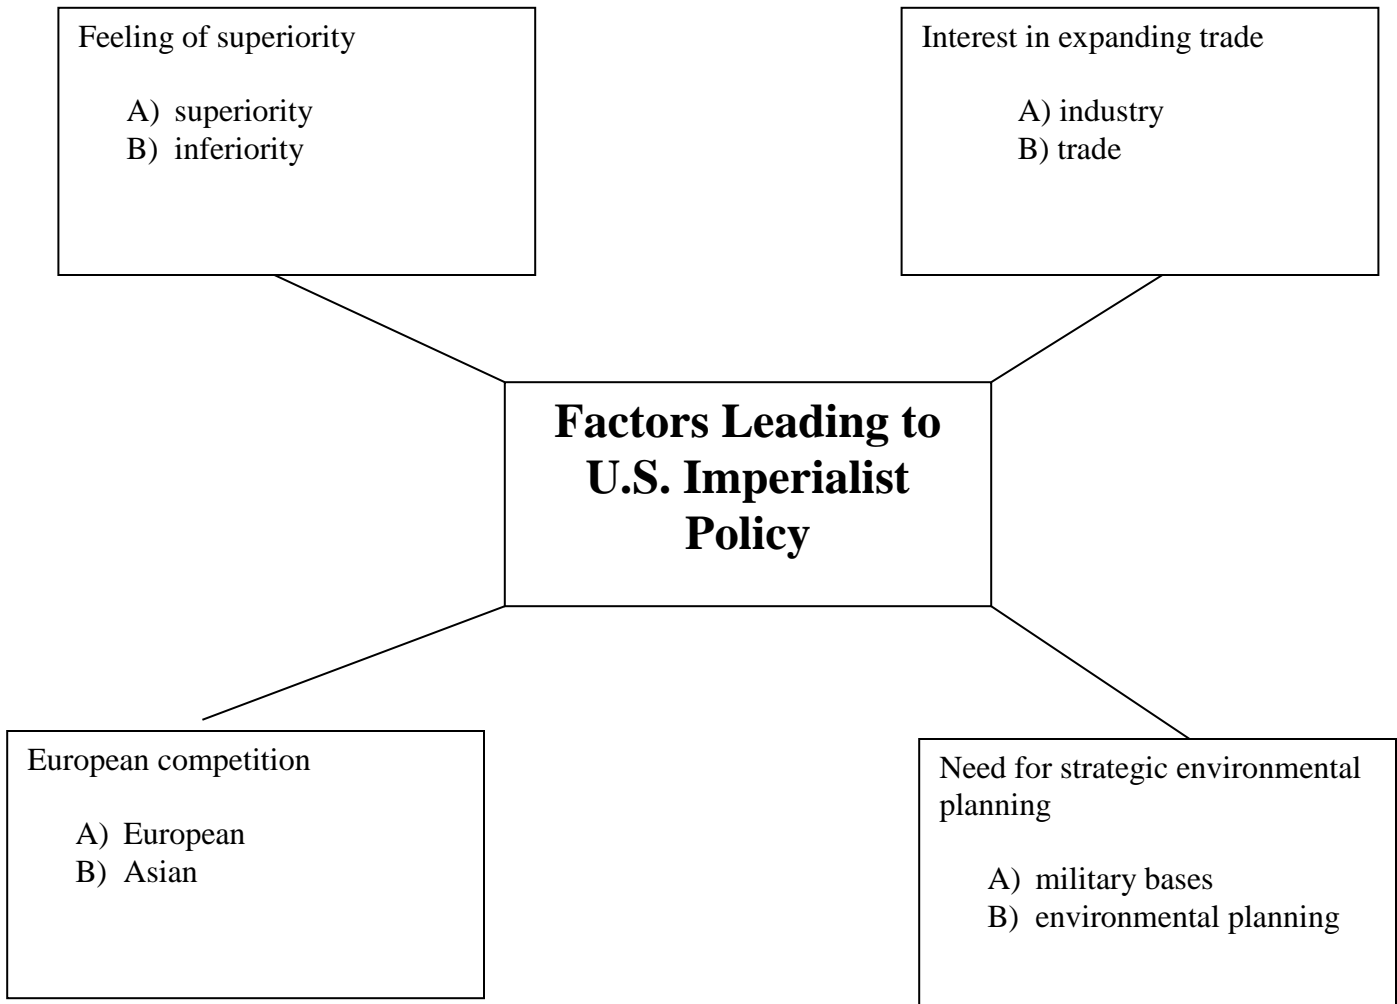 Feeling of superiority
A) superiority
B) inferiority
Interest in expanding trade
A) industry
B) trade
Factors Leading to
U.S. Imperialist
Policy
European competition
A) European
B) Asian
Need for strategic environmental
planning
A) military bases
B) environmental planning